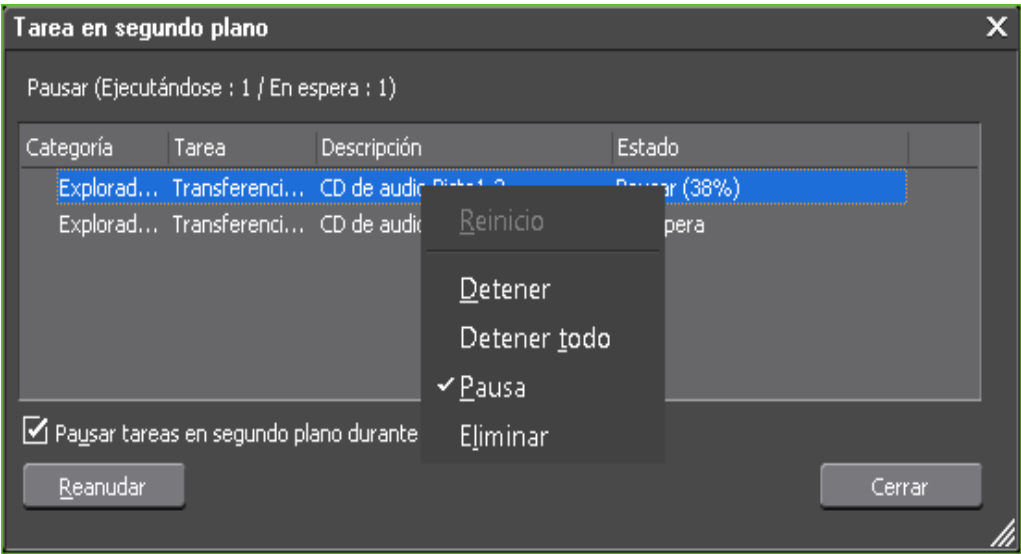 Tarea en segundo plano
Pausar (Ejecutándose : 1 / En espera : 1)
Categoría Tarea Descripción Estado
Explorad... Transferenci... CD de audio (38%)
Explorad... Transferenci... CD de audio
Reinicio
Detener
Detener todo
Pausa
Eliminar
Pausar tareas en segundo plano durante
Reanudar Cerrar